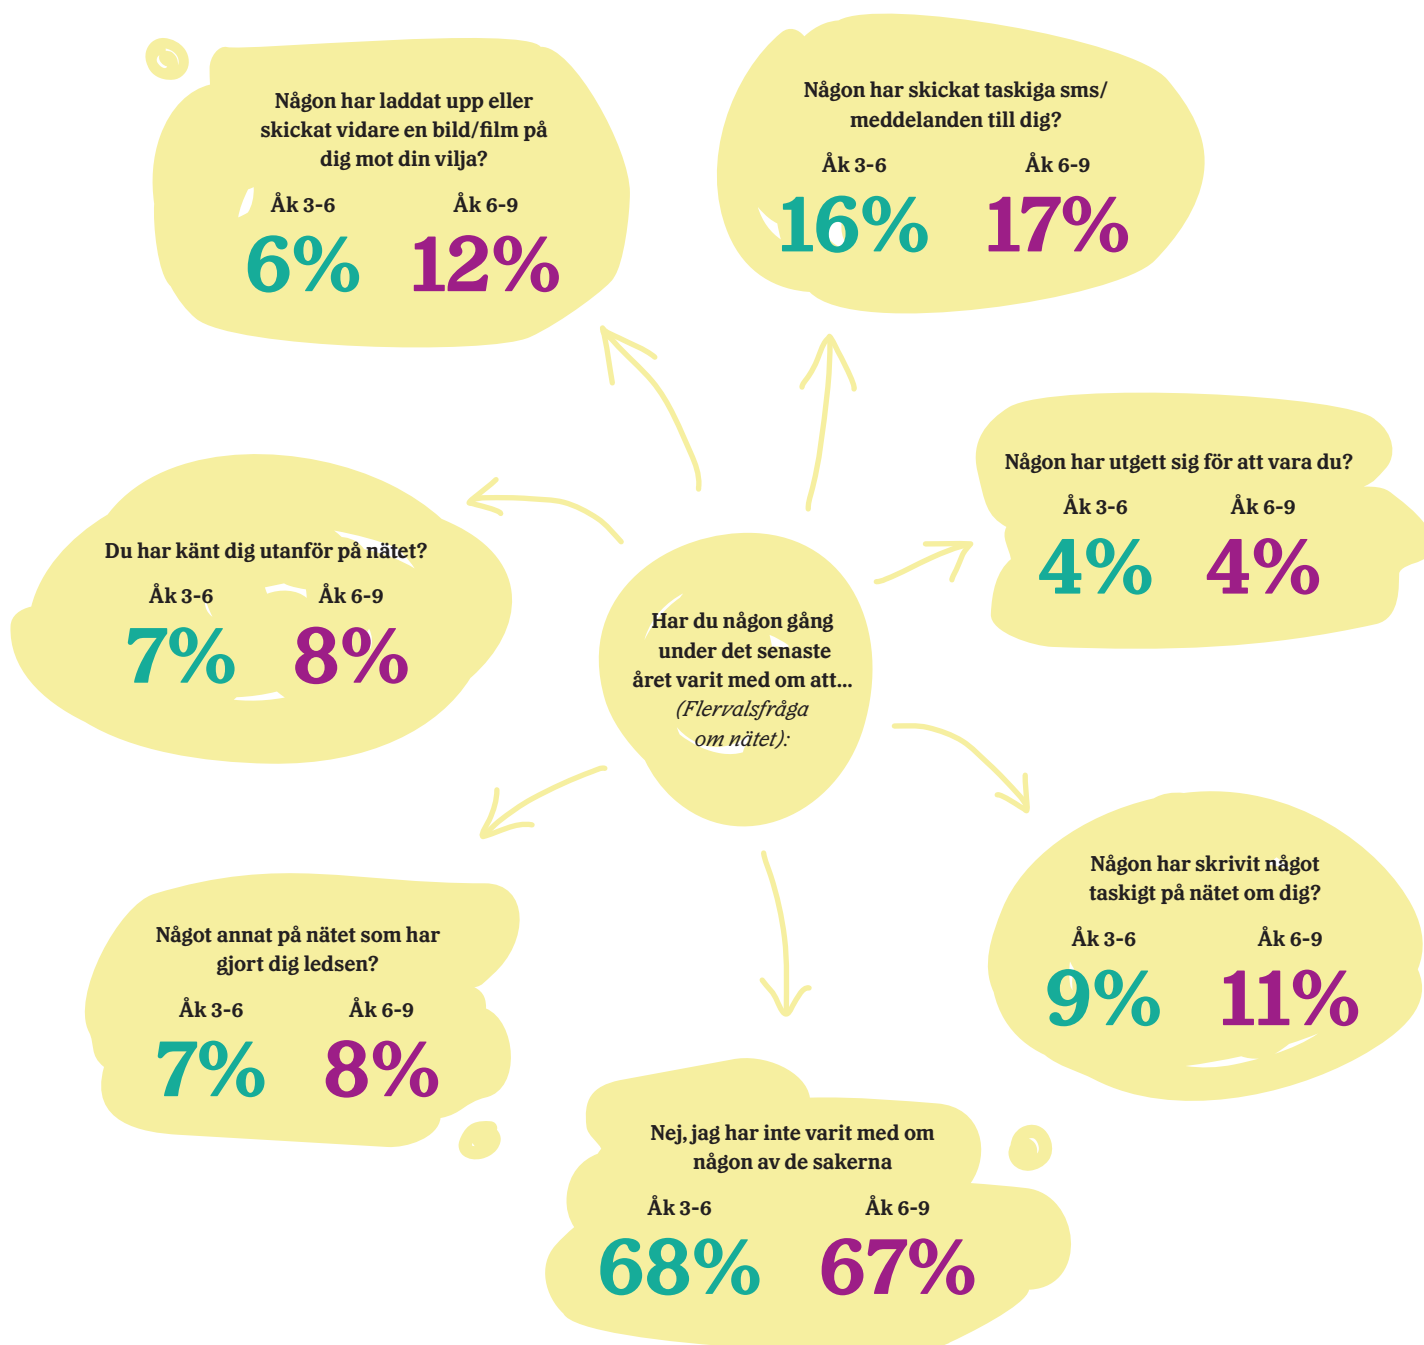 Någon har laddat upp eller
skickat vidare en bild/film på
dig mot din vilja?
Åk 3-6 Åk 6-9
6% 12%
Någon har skickat taskiga sms/
meddelanden till dig?
Åk 3-6 Åk 6-9
16% 17%
Någon har utgett sig för att vara du?
Åk 3-6 Åk 6-9
4% 4%
Du har känt dig utanför på nätet?
Åk 3-6 Åk 6-9
7% 8%
Har du någon gång
under det senaste
året varit med om att...
(Flervalsfråga
om nätet):
Någon har skrivit något
taskigt på nätet om dig?
Åk 3-6 Åk 6-9
9% 11%
Något annat på nätet som har
gjort dig ledsen?
Åk 3-6 Åk 6-9
7% 8%
Nej, jag har inte varit med om
någon av de sakerna
Åk 3-6 Åk 6-9
68% 67%